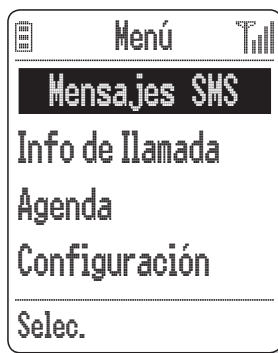 Menú
Mensajes SMS
Info de llamada
Agenda
Configuración
Selec.